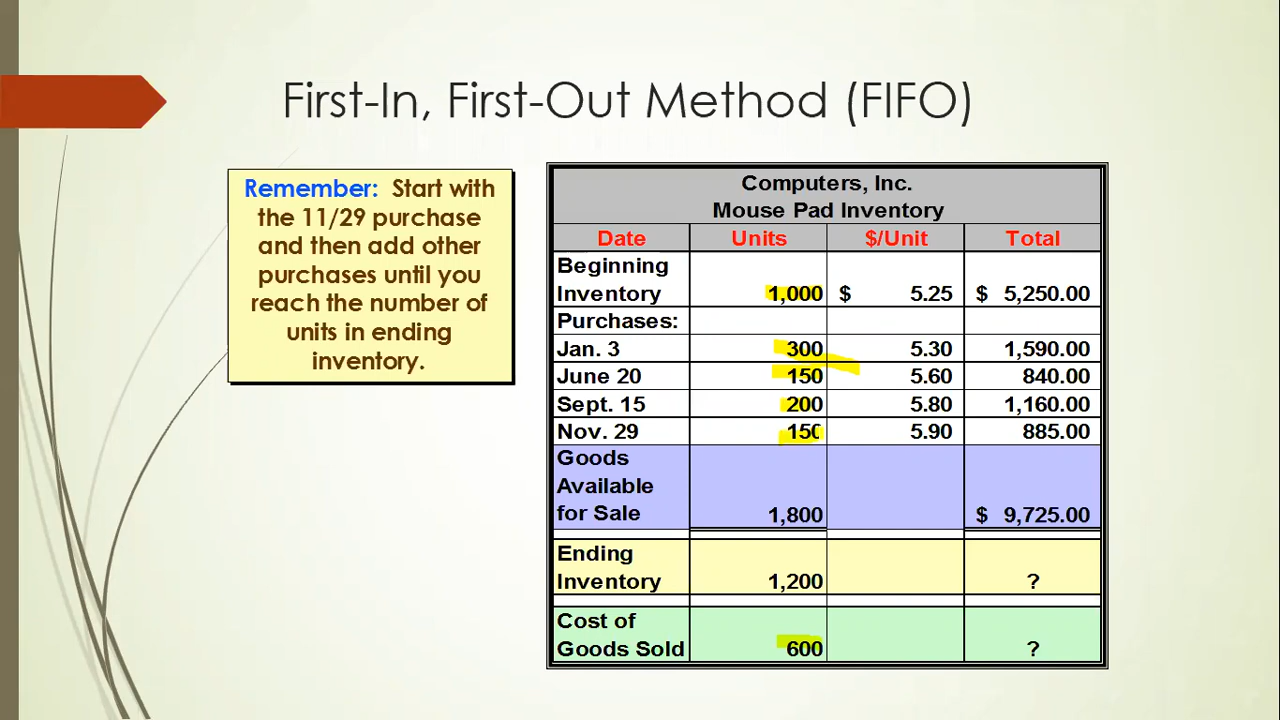 First-In, First-Out Method (FIFO)
Remember: Start with
the 11/29 purchase
and then add other
purchases until you
reach the number of
units in ending
inventory.
Computers, Inc.
Mouse Pad Inventory
Date Units $/Unit Total
Beginning
Inventory 1,000 $ 5.25 $ 5,250.00
Purchases:
Jan. 3 300 5.30 1,590.00
June 20 150 5.60 840.00
Sept. 15 200 5.80 1,160.00
Nov. 29 150 5.90 885.00
Goods
Available
for Sale 1,800 $ 9,725.00
Ending
Inventory 1,200 ?
Cost of
Goods Sold 600 ?